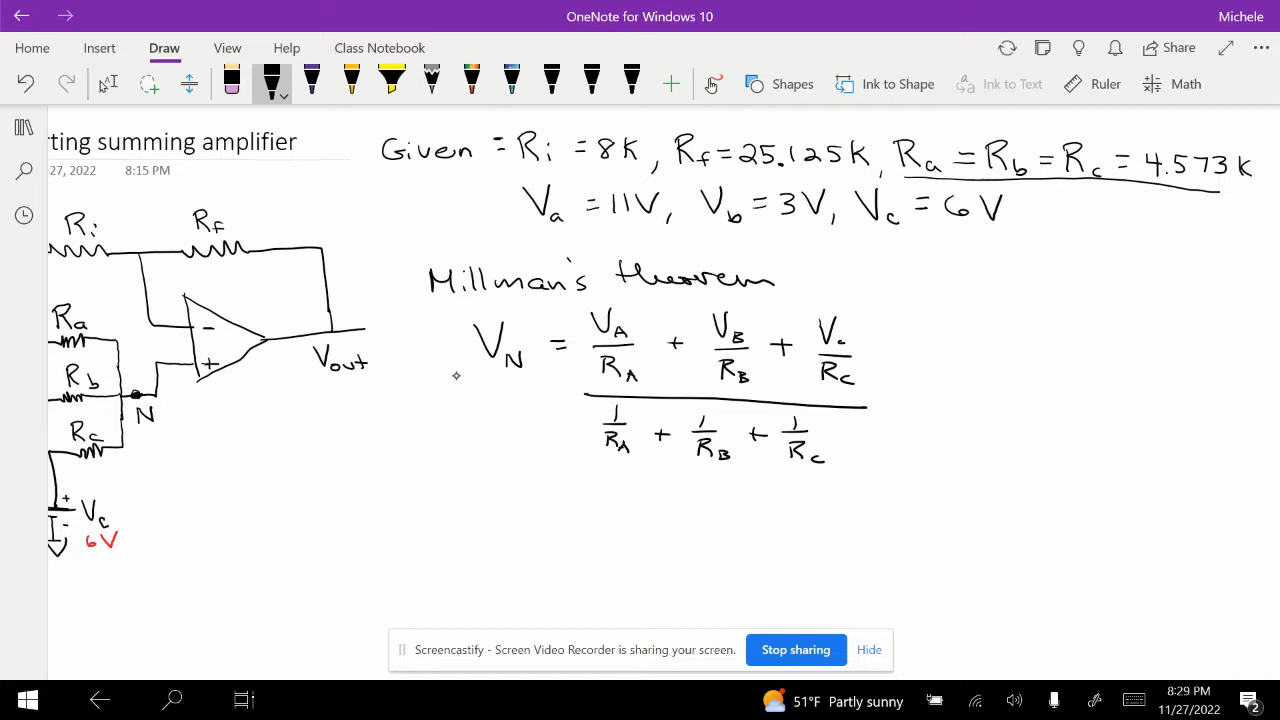 OneNote for Windows 10
Michele
Home Insert Draw View Help Class Notebook
Share
Shapes Ink to Shape Ink to Text Ruler Math
ting summing amplifier
27, 2022 8:15 PM
Given = Ri = 8K, Rf = 25.125K, Ra = Rb = Rc = 4.573K
Va = 11V, Vb = 3V, Vc = 6V
Millman's theorem
VN = VA/RA + VB/RB + Vc/RC
1/RA + 1/RB + 1/RC
Ri Rf
Ra
-
Rb
+
Vout
N
Rc
+
Vc
-
6V
Screencastify - Screen Video Recorder is sharing your screen.
Stop sharing
Hide
51°F Partly sunny
8:29 PM
11/27/2022
2